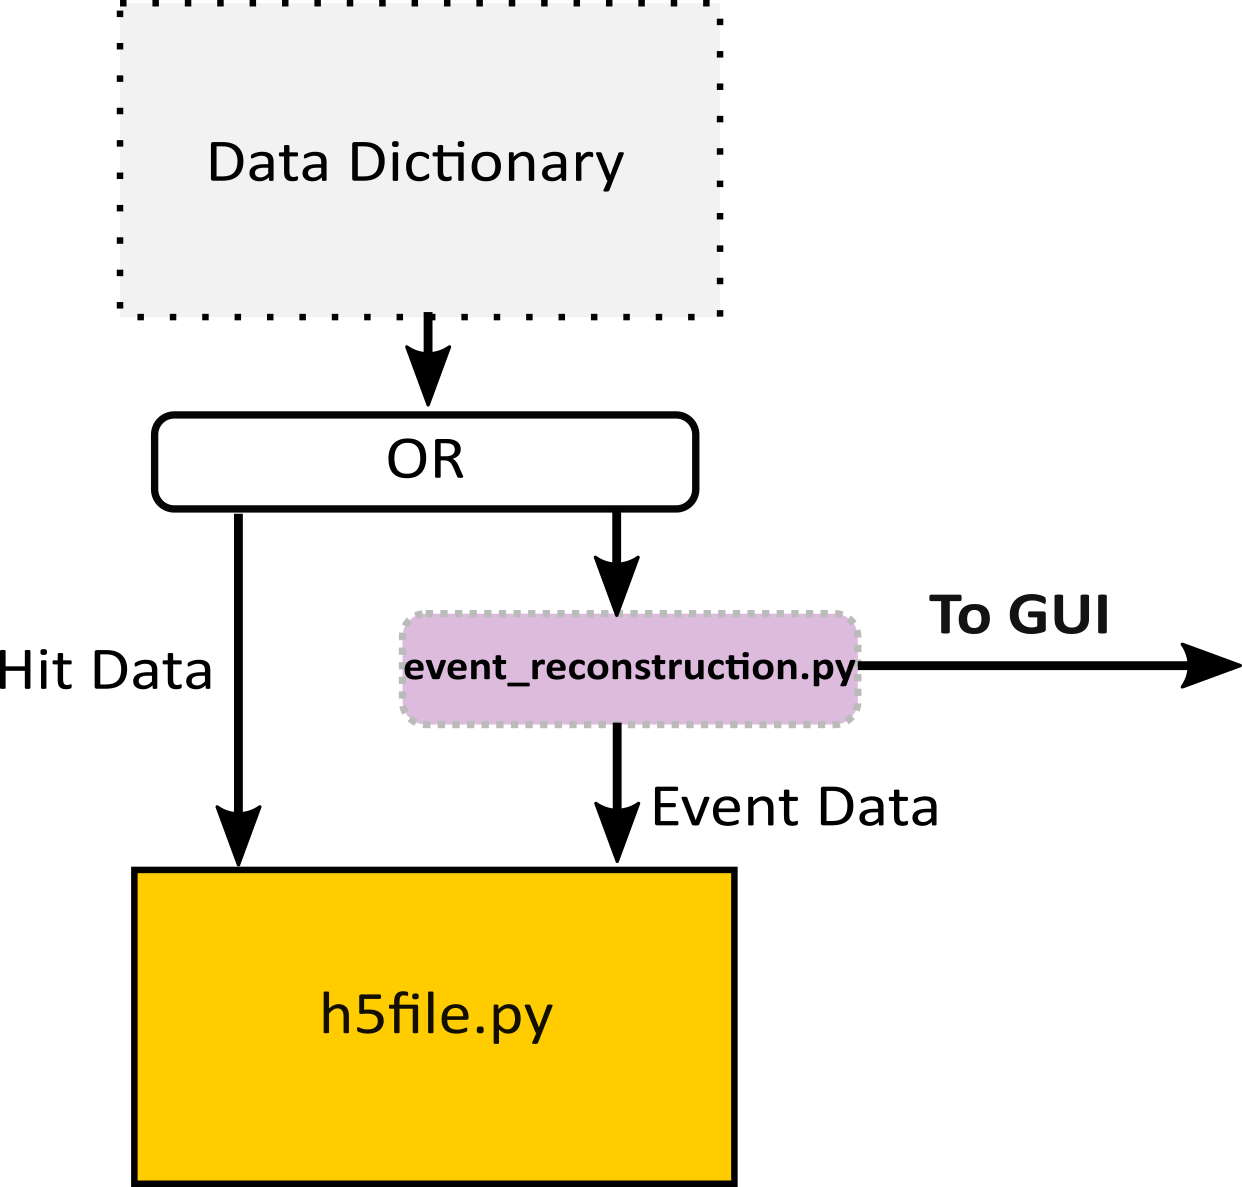 Data Dictionary
OR
Hit Data
To GUI
event_reconstruction.py
Event Data
h5file.py